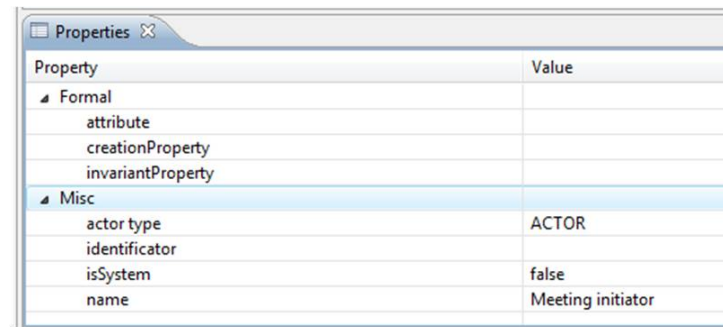 Properties
Property Value
Formal
attribute
creationProperty
invariantProperty
Misc
actor type ACTOR
identificator
isSystem false
name Meeting initiator